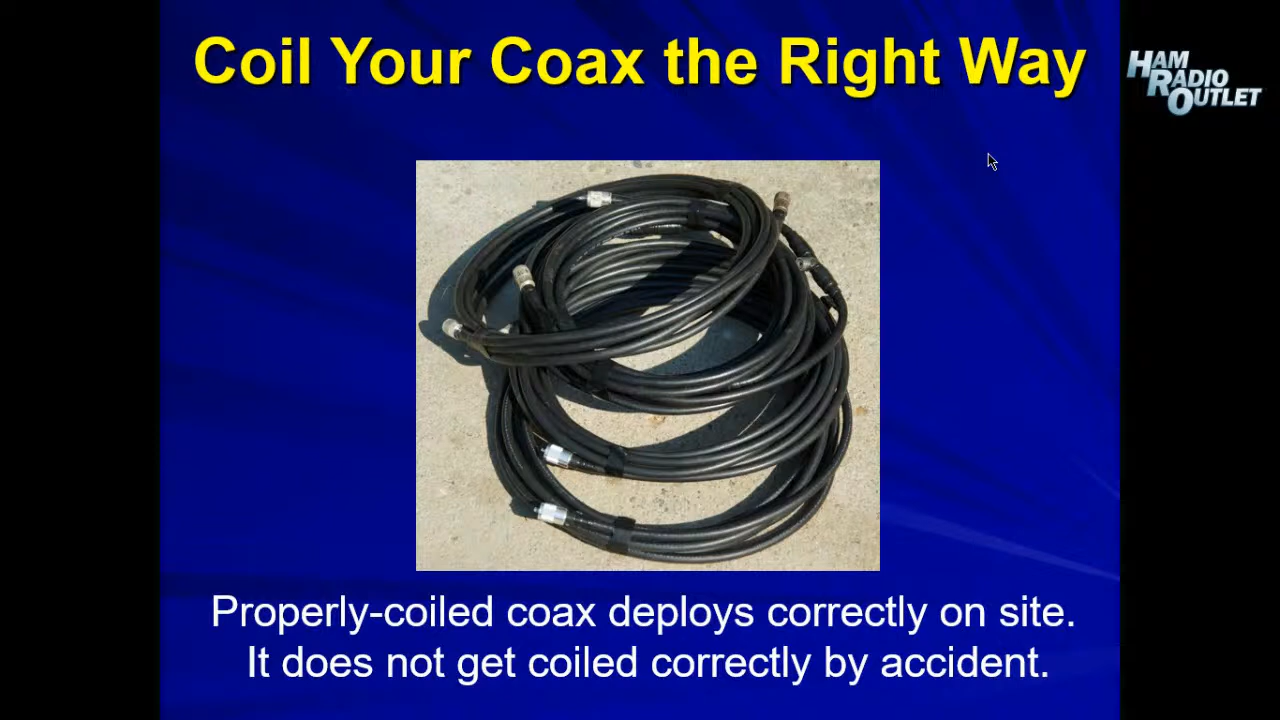 Coil Your Coax the Right Way
HAM
RADIO
OUTLET
Properly-coiled coax deploys correctly on site.
It does not get coiled correctly by accident.